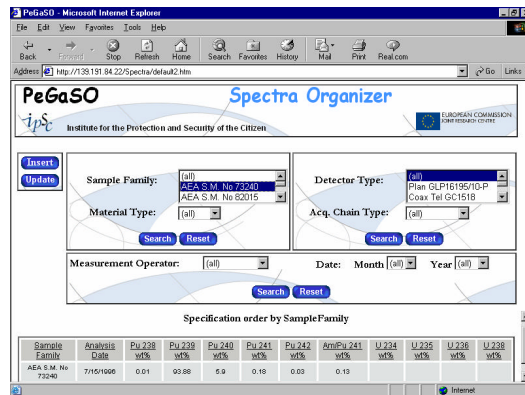 PeGaSO - Microsoft Internet Explorer
File Edit View Favorites Tools Help
Back Forward Stop Refresh Home Search Favorites History Mail Print Real.com
Address http://139.191.84.22/Spectra/default2.htm Go Links
PeGaSO Spectra Organizer
ipSc Institute for the Protection and Security of the Citizen
EUROPEAN COMMISSION
JOINT RESEARCH CENTRE
Insert
Update
Sample Family: (all)
AEA S.M. No 73240
AEA S.M. No 82015
Material Type: (all)
Search Reset
Detector Type: (all)
Plan GLP16195/10-P
Coax Tel GC1518
Acq. Chain Type: (all)
Search Reset
Measurement Operator: (all) Date: Month (all) Year (all)
Search Reset
Specification order by SampleFamily
Sample Family Analysis Date Pu 238 wt% Pu 239 wt% Pu 240 wt% Pu 241 wt% Pu 242 wt% Am/Pu 241 wt% U 234 wt% U 235 wt% U 236 wt% U 238 wt%
AEA S.M. No 73240 7/15/1996 0.01 93.88 5.9 0.18 0.03 0.13
Internet